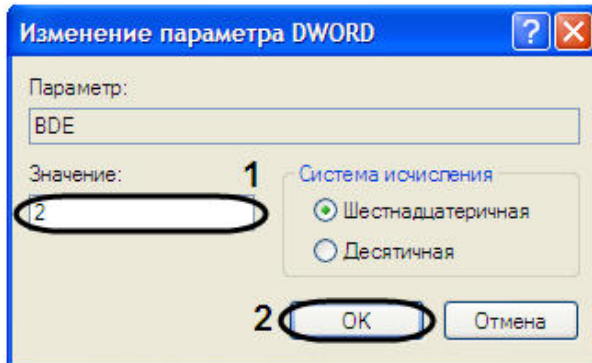 Изменение параметра DWORD
Параметр:
BDE
Значение:
1
Система исчисления
2
Шестнадцатеричная
Десятичная
2
OK
Отмена